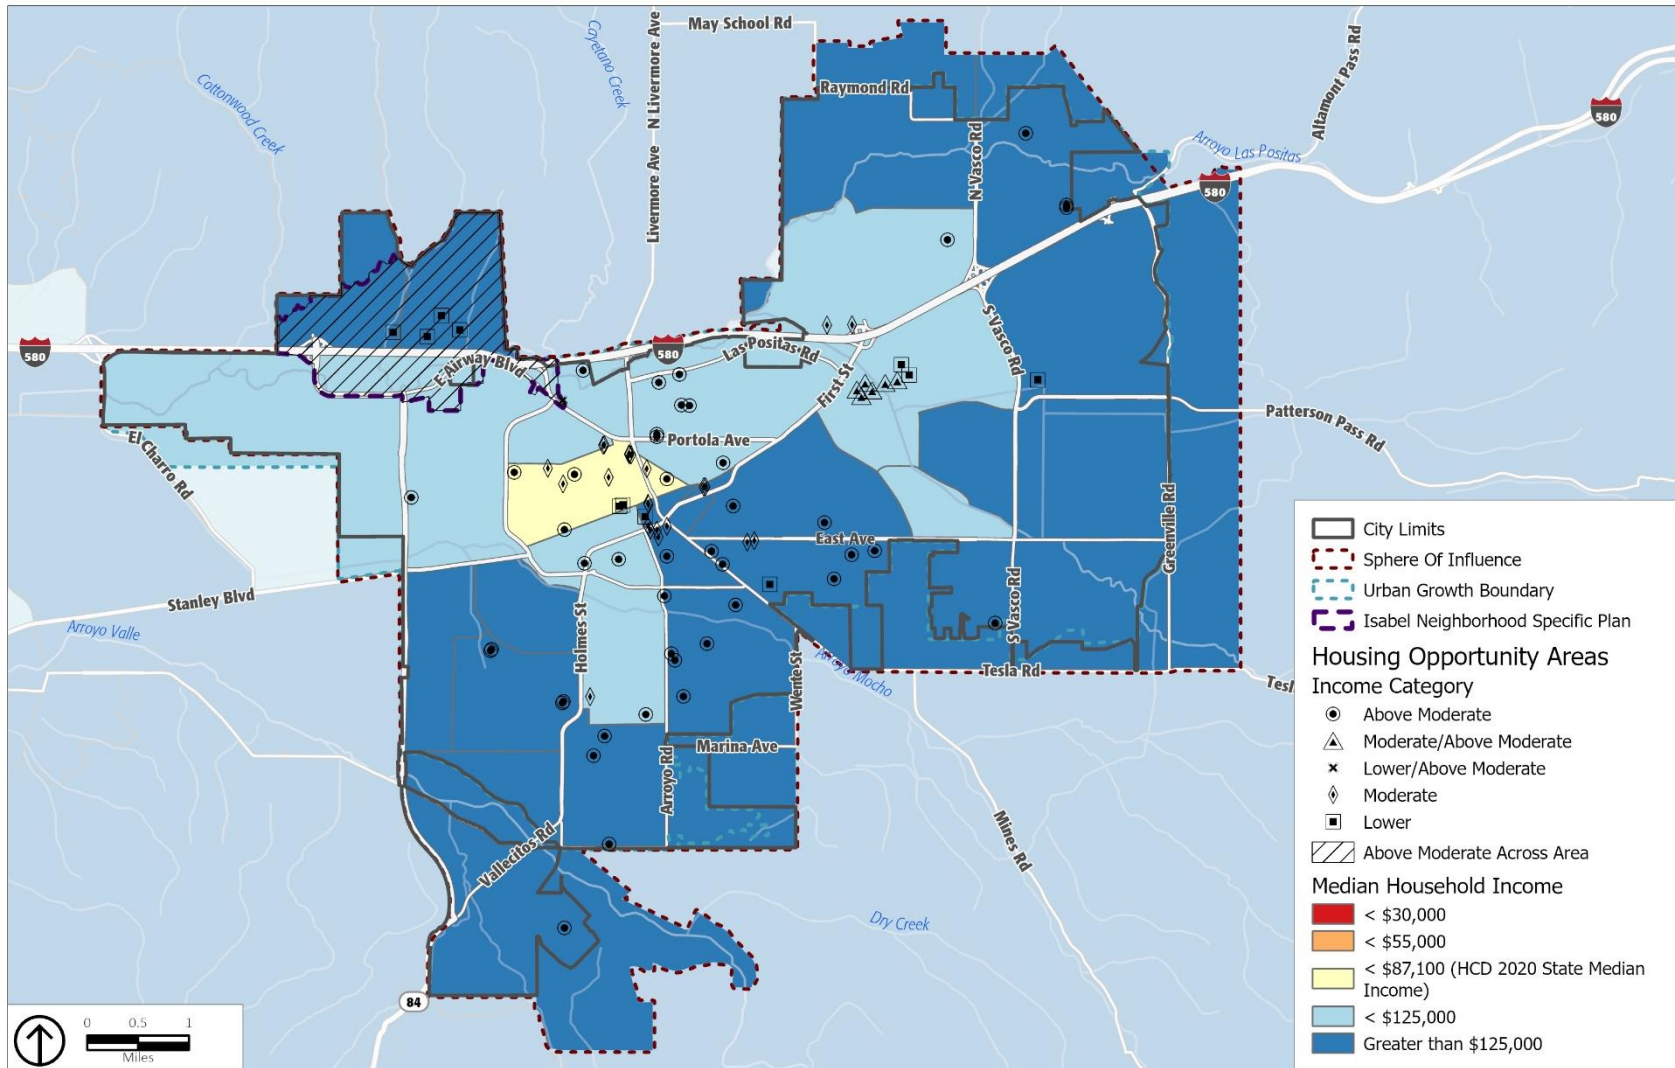 May School Rd
Cayetano Creek
N Livermore Ave
Livermore Ave
Cottonwood Creek
Raymond Rd
N Vasco Rd
Altamont Pass Rd
Arroyo Las Positas
580
580
580
580
E Airway Blvd
Las Positas Rd
First St
S Vasco Rd
Portola Ave
Patterson Pass Rd
El Charro Rd
East Ave
Greenville Rd
Stanley Blvd
Arroyo Valle
Holmes St
S Vasco Rd
Tesla Rd
Arroyo Mocho
Wente St
Marina Ave
Arroyo Rd
Mines Rd
Vallecitos Rd
Dry Creek
84
0 0.5 1
Miles
City Limits
Sphere Of Influence
Urban Growth Boundary
Isabel Neighborhood Specific Plan
Housing Opportunity Areas
Income Category
Above Moderate
Moderate/Above Moderate
Lower/Above Moderate
Moderate
Lower
Above Moderate Across Area
Median Household Income
< $30,000
< $55,000
< $87,100 (HCD 2020 State Median
Income)
< $125,000
Greater than $125,000